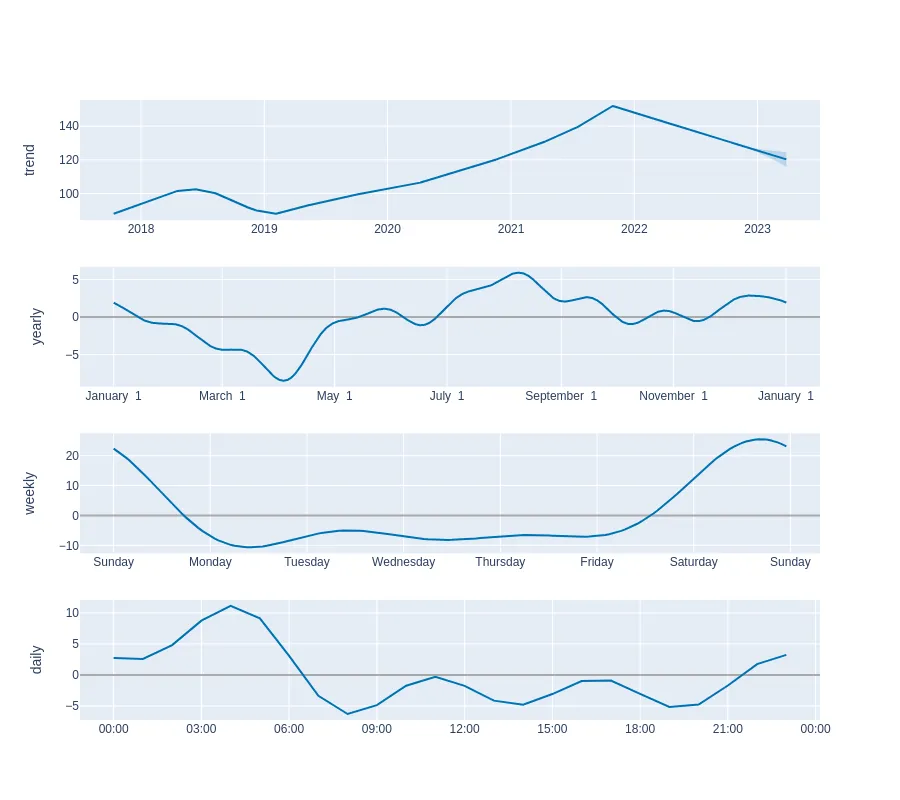 trend
140
120
100
2018 2019 2020 2021 2022 2023
yearly
5
0
−5
January 1 March 1 May 1 July 1 September 1 November 1 January 1
weekly
20
10
0
−10
Sunday Monday Tuesday Wednesday Thursday Friday Saturday Sunday
daily
10
5
0
−5
00:00 03:00 06:00 09:00 12:00 15:00 18:00 21:00 00:00